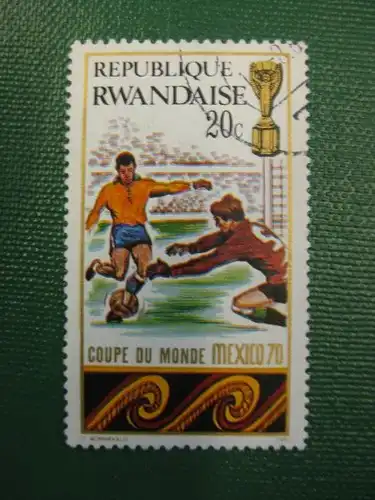 REPUBLIQUE
RWANDAISE
20c
COUPE DU MONDE MEXICO 70